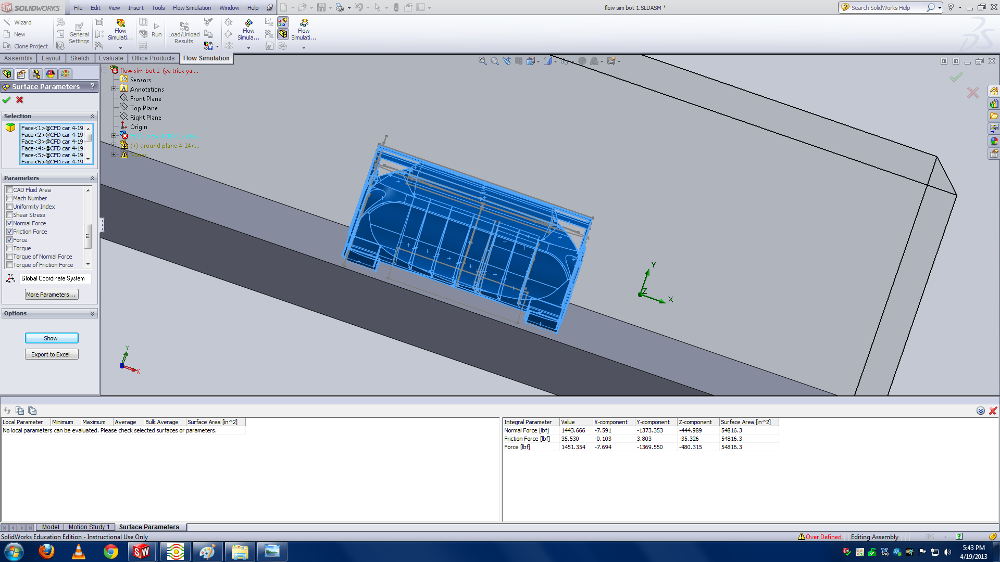 SOLIDWORKS File Edit View Insert Tools Flow Simulation Window Help flow sim bot 1.SLDASM * Search SolidWorks Help
Wizard
New
Clone Project
General Settings
Flow Simulati...
Run
Load/Unload Results
Flow Simula...
Flow Simulati...
Assembly Layout Sketch Evaluate Office Products Flow Simulation
Surface Parameters ?
Selection
Face<1>@CFD car 4-19
Face<2>@CFD car 4-19
Face<3>@CFD car 4-19
Face<4>@CFD car 4-19
Face<5>@CFD car 4-19
Face<6>@CFD car 4-19
Parameters
CAD Fluid Area
Mach Number
Uniformity Index
Shear Stress
Normal Force
Friction Force
Force
Torque
Torque of Normal Force
Torque of Friction Force
Global Coordinate System
More Parameters...
Options
Show
Export to Excel
flow sim bot 1 (ya trick ya ...
Sensors
Annotations
Front Plane
Top Plane
Right Plane
Origin
(+) ground plane 4-14<...
Mates
Y
Z
X
Y
X
Local Parameter Minimum Maximum Average Bulk Average Surface Area [in^2]
No local parameters can be evaluated. Please check selected surfaces or parameters.
Integral Parameter Value X-component Y-component Z-component Surface Area [in^2]
Normal Force [lbf] 1443.666 -7.591 -1373.353 -444.989 54816.3
Friction Force [lbf] 35.530 -0.103 3.803 -35.326 54816.3
Force [lbf] 1451.354 -7.694 -1369.550 -480.315 54816.3
Model Motion Study 1 Surface Parameters
SolidWorks Education Edition - Instructional Use Only Over Defined Editing Assembly IPS
5:43 PM
4/19/2013